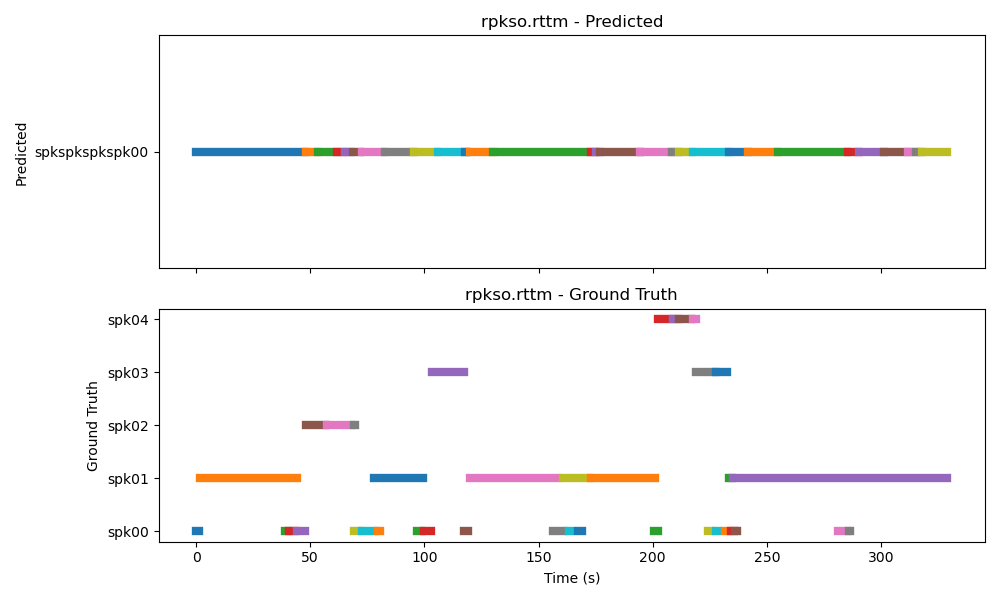 rpkso.rttm - Predicted
Predicted
spkspkspkspk00
rpkso.rttm - Ground Truth
Ground Truth
spk04
spk03
spk02
spk01
spk00
0 50 100 150 200 250 300
Time (s)